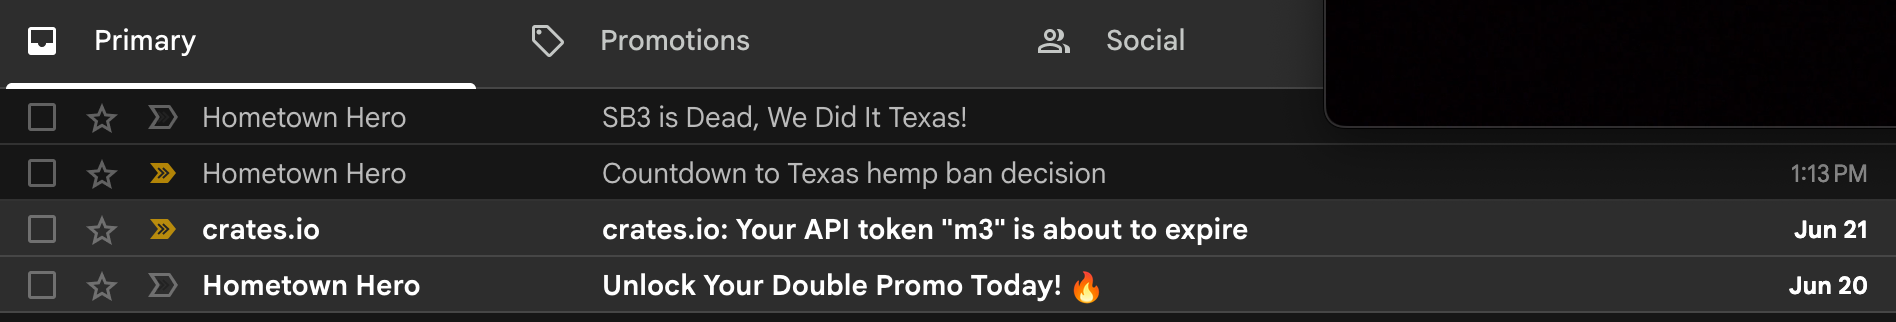 Primary Promotions Social
Hometown Hero SB3 is Dead, We Did It Texas!
Hometown Hero Countdown to Texas hemp ban decision 1:13 PM
crates.io crates.io: Your API token "m3" is about to expire Jun 21
Hometown Hero Unlock Your Double Promo Today! 🔥 Jun 20